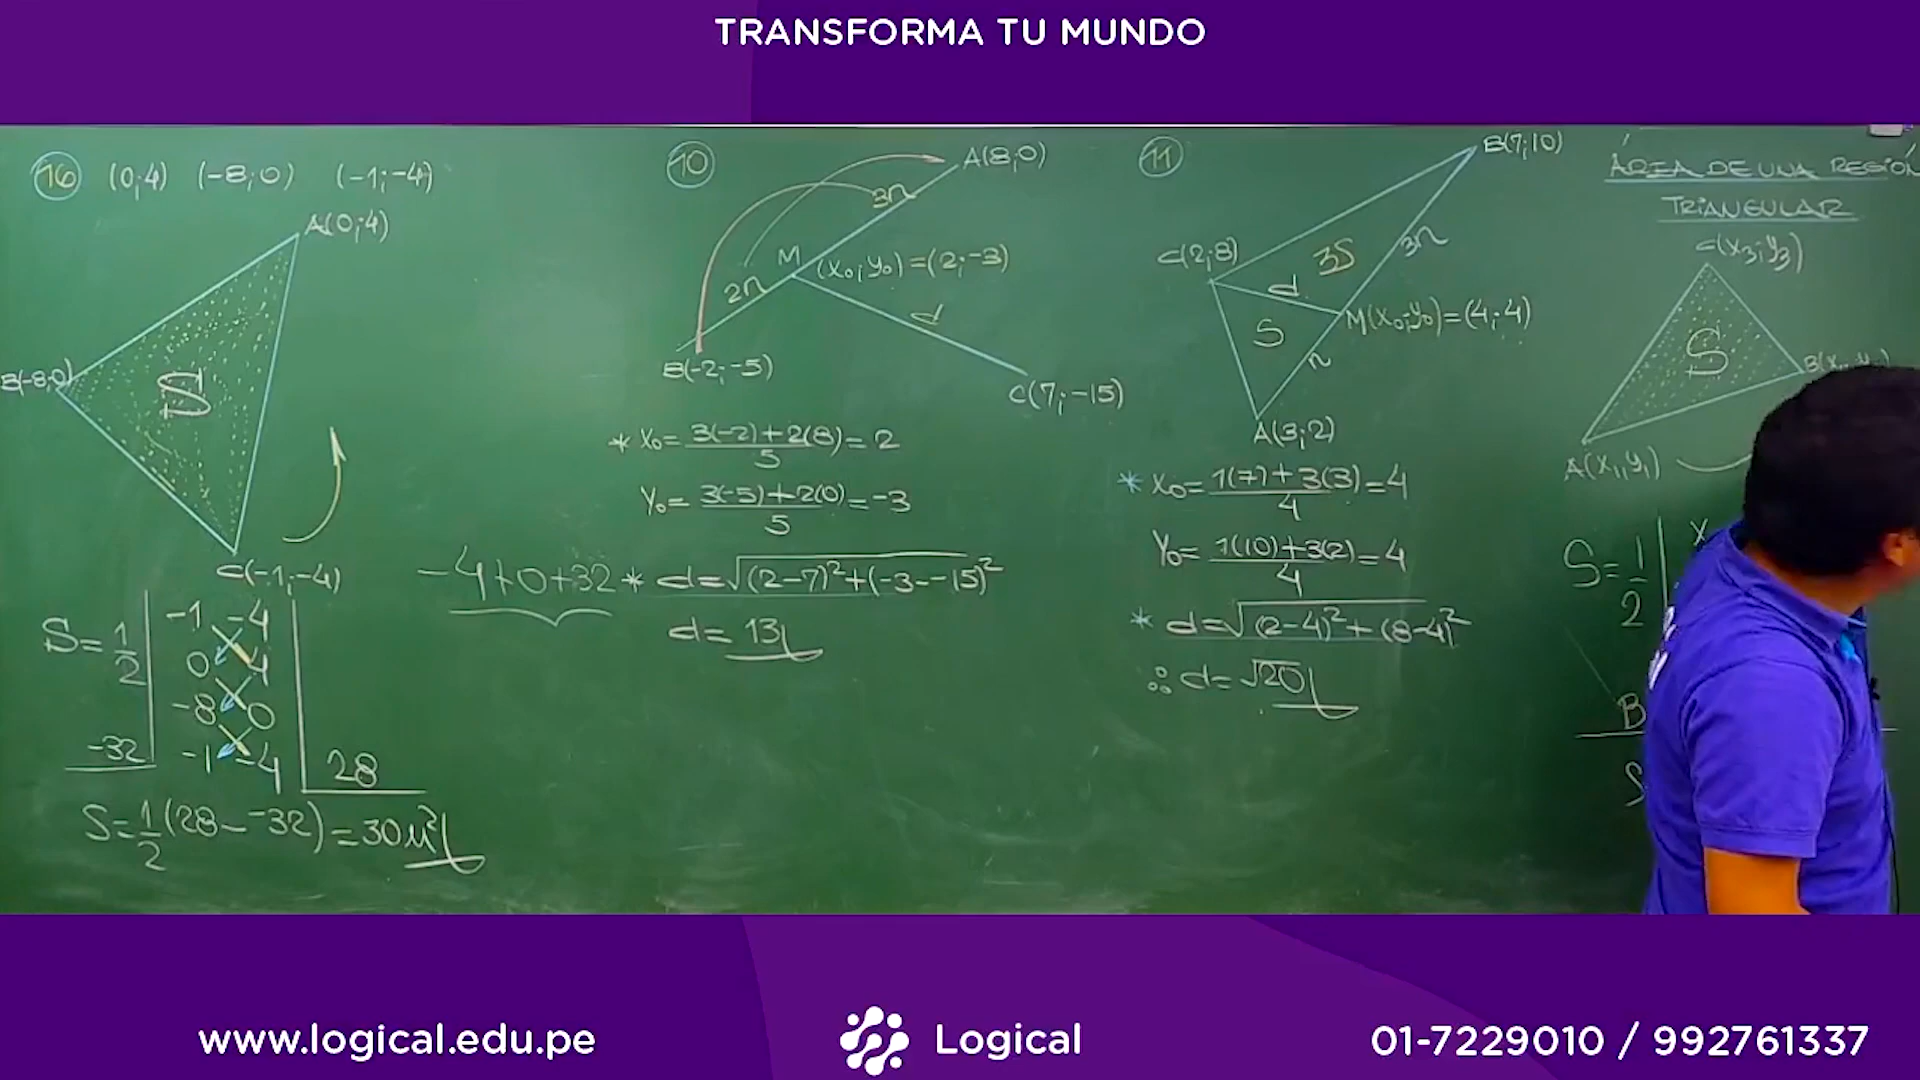 TRANSFORMA TU MUNDO
16 (0;4) (-8;0) (-1;-4)
A(0;4)
B(-8;0)
S
C(-1;-4)
S=1/2
-1 -4
0 4
-8 0
-1 -4
-32
28
S=1/2(28--32)=30μ²
-4+0+32
10
A(8;0)
3n
M (x₀;y₀)=(2;-3)
2n
d
B(-2;-5)
C(7;-15)
* x₀=3(-2)+2(8)/5=2
y₀=3(-5)+2(0)/5=-3
* d=√(2-7)²+(-3--15)²
d=13
11
B(7;10)
C(2;8)
3S
3n
d
M(x₀;y₀)=(4;4)
S
n
A(3;2)
* x₀=1(7)+3(3)/4=4
y₀=1(10)+3(2)/4=4
* d=√(2-4)²+(8-4)²
∴ d=√20
ÁREA DE UNA REGIÓN
TRIANGULAR
C(x₃;y₃)
S
A(x₁;y₁)
S=1/2
x
B
S
www.logical.edu.pe
Logical
01-7229010 / 992761337